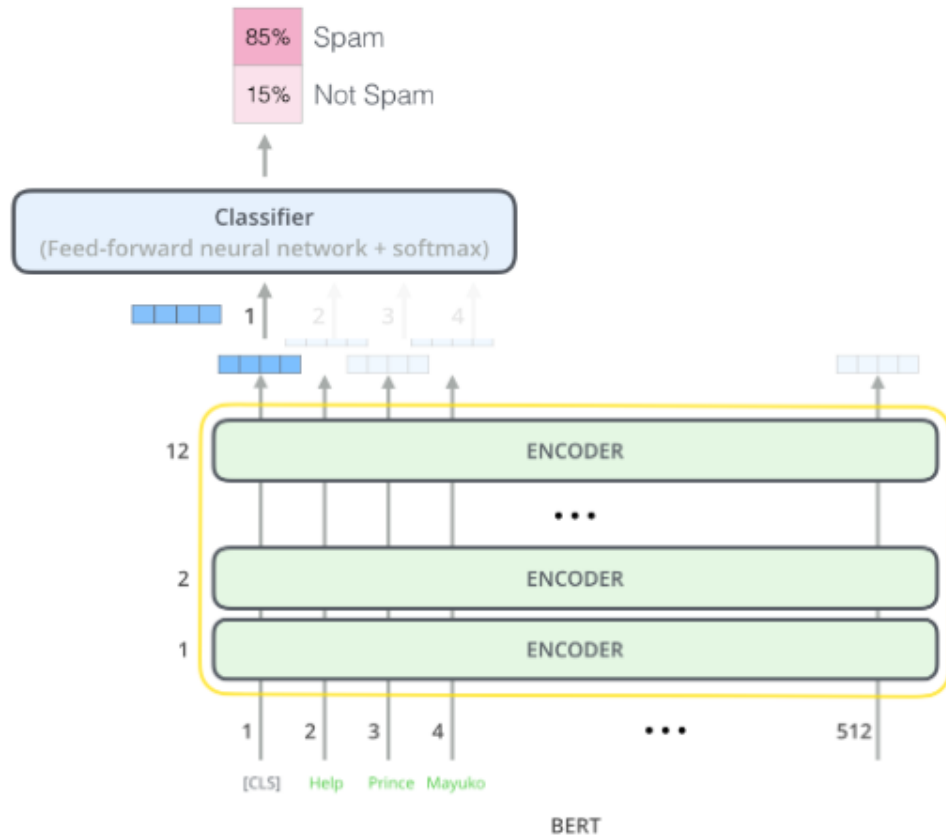 85% Spam
15% Not Spam
Classifier
(Feed-forward neural network + softmax)
1 2 3 4
12 ENCODER
•••
2 ENCODER
1 ENCODER
1 2 3 4 ••• 512
[CLS] Help Prince Mayuko
BERT